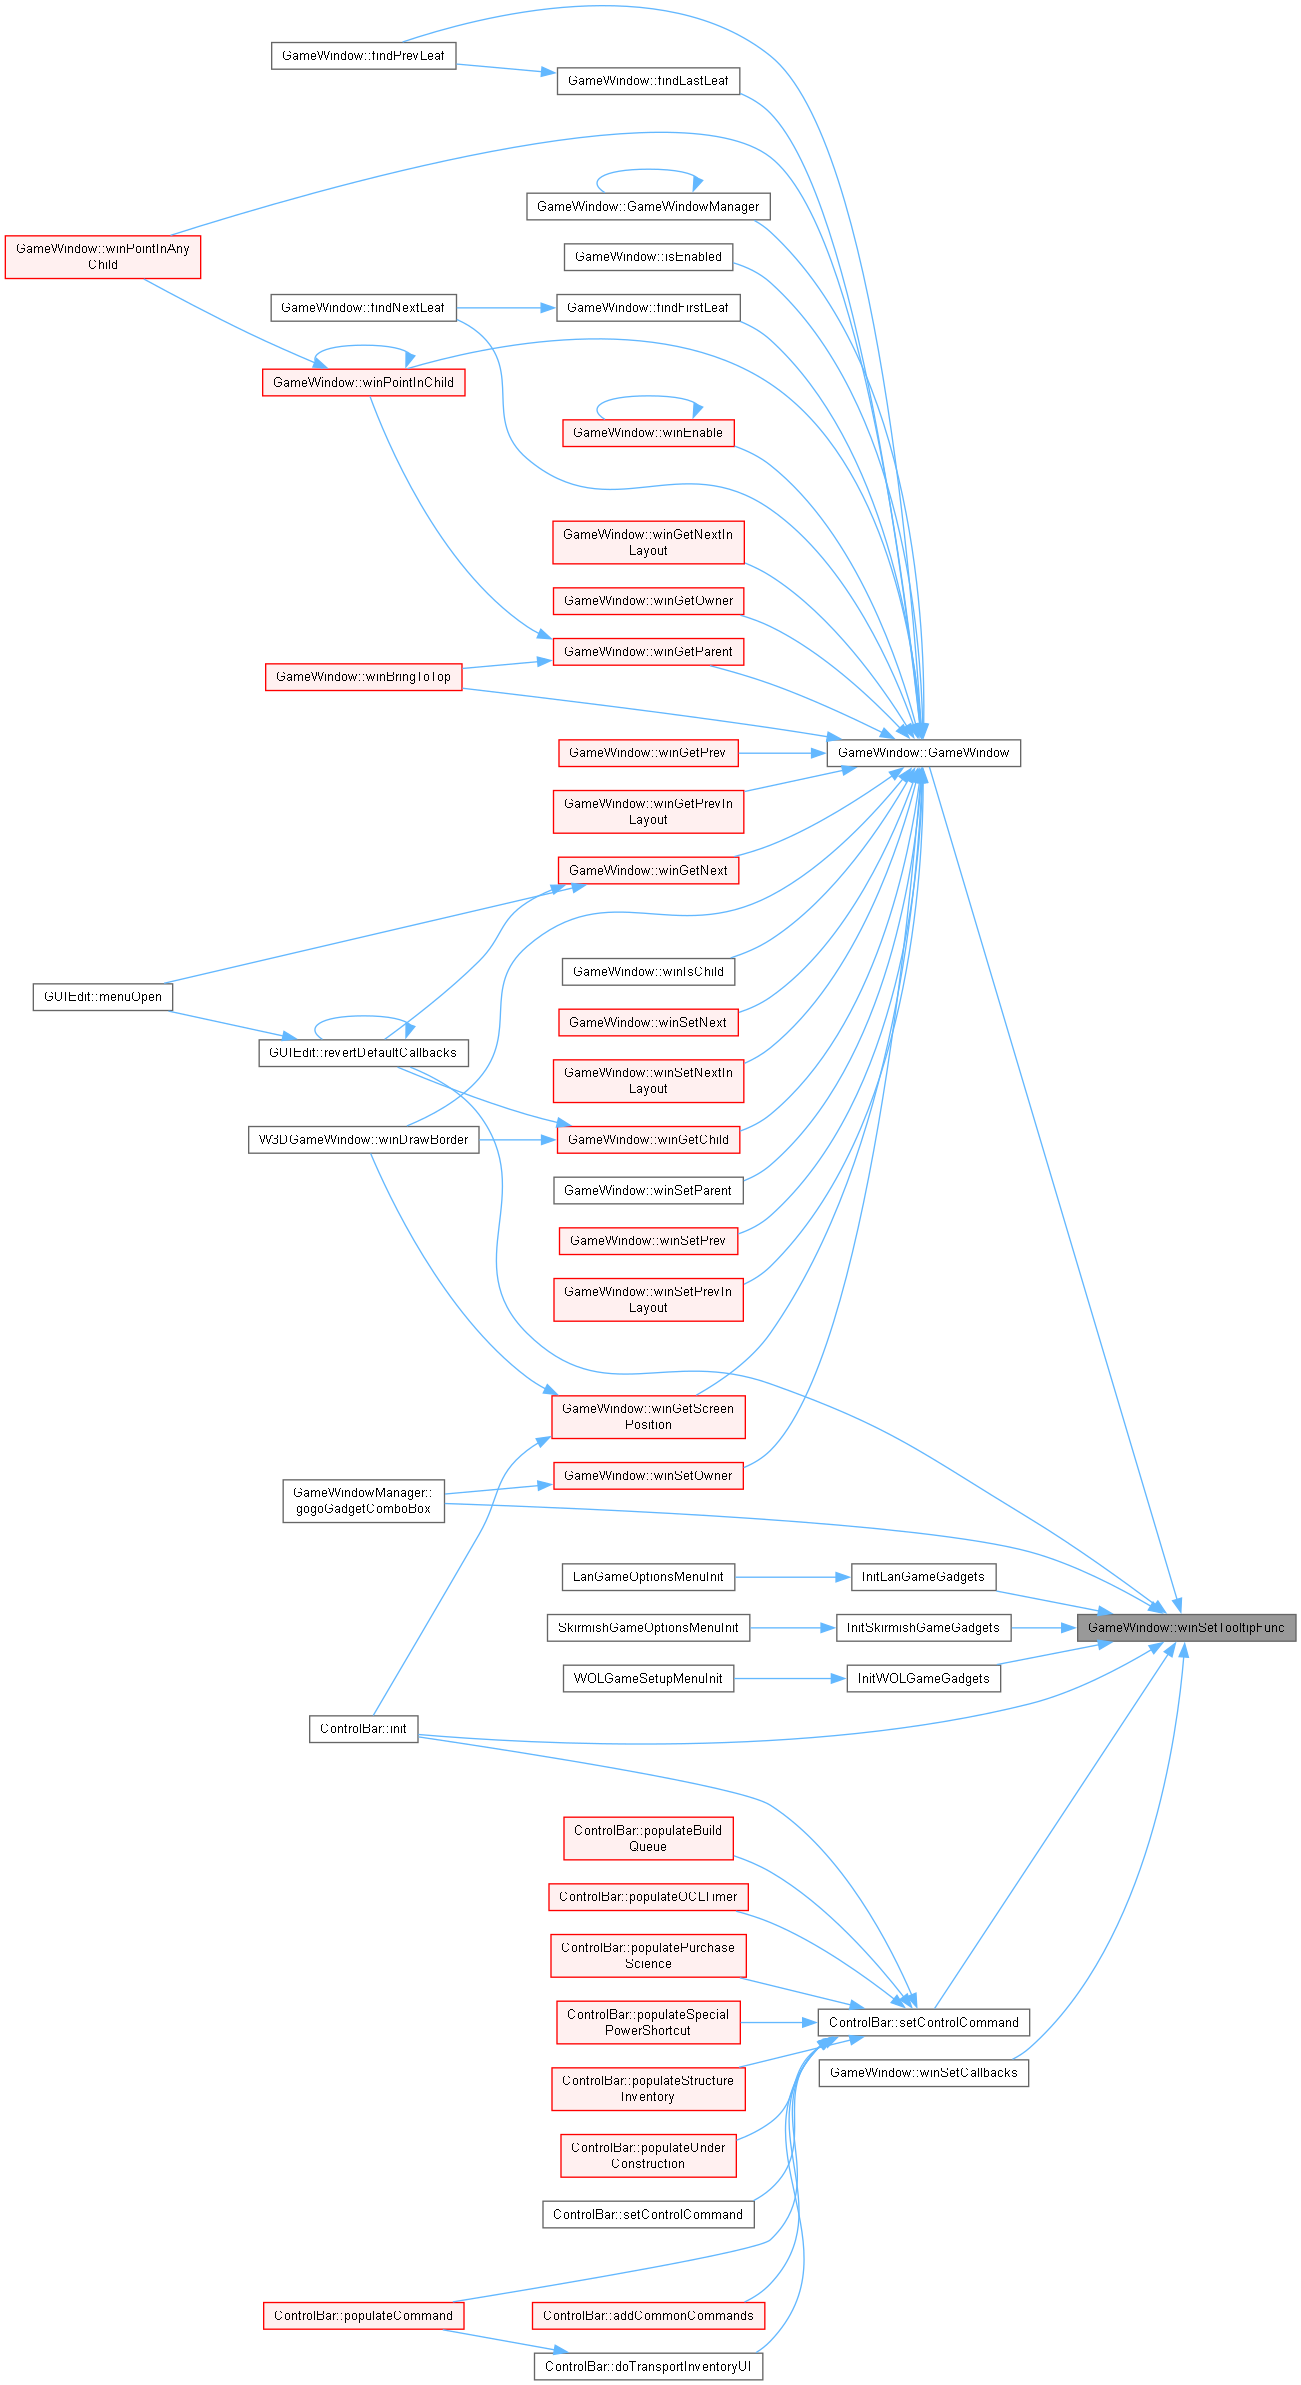 GameWindow::findPrevLeaf
GameWindow::findLastLeaf
GameWindow::GameWindowManager
GameWindow::winPointInAny
Child
GameWindow::isEnabled
GameWindow::findNextLeaf
GameWindow::findFirstLeaf
GameWindow::winPointInChild
GameWindow::winEnable
GameWindow::winGetNextIn
Layout
GameWindow::winGetOwner
GameWindow::winGetParent
GameWindow::winBringToTop
GameWindow::winGetPrev
GameWindow::GameWindow
GameWindow::winGetPrevIn
Layout
GameWindow::winGetNext
GameWindow::winIsChild
GUIEdit::menuOpen
GameWindow::winSetNext
GUIEdit::revertDefaultCallbacks
GameWindow::winSetNextIn
Layout
W3DGameWindow::winDrawBorder
GameWindow::winGetChild
GameWindow::winSetParent
GameWindow::winSetPrev
GameWindow::winSetPrevIn
Layout
GameWindow::winGetScreen
Position
GameWindow::winSetOwner
GameWindowManager::
gogoGadgetComboBox
LanGameOptionsMenuInit
InitLanGameGadgets
SkirmishGameOptionsMenuInit
InitSkirmishGameGadgets
GameWindow::winSetTooltipFunc
WOLGameSetupMenuInit
InitWOLGameGadgets
ControlBar::init
ControlBar::populateBuild
Queue
ControlBar::populateOCLTimer
ControlBar::populatePurchase
Science
ControlBar::populateSpecial
PowerShortcut
ControlBar::setControlCommand
ControlBar::populateStructure
Inventory
GameWindow::winSetCallbacks
ControlBar::populateUnder
Construction
ControlBar::setControlCommand
ControlBar::populateCommand
ControlBar::addCommonCommands
ControlBar::doTransportInventoryUI